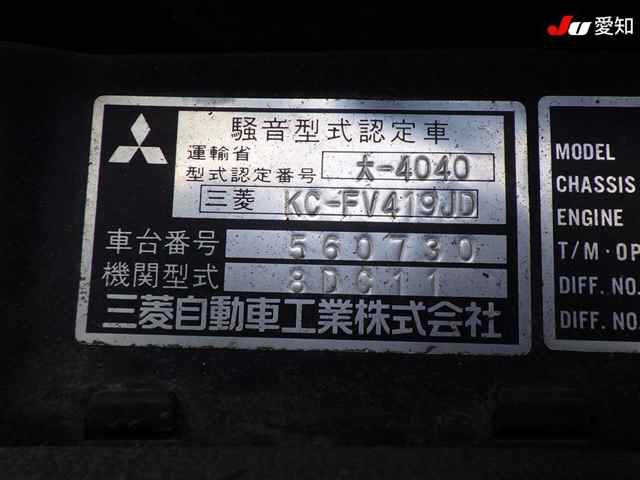 JU 愛知
騒音型式認定車
運輸省
型式認定番号 大-4040
三菱 KC-FV419JD
車台番号 560730
機関型式 8DC11
三菱自動車工業株式会社
MODEL
CHASSIS
ENGINE
T/M・OP
DIFF. NO.
DIFF. NO.